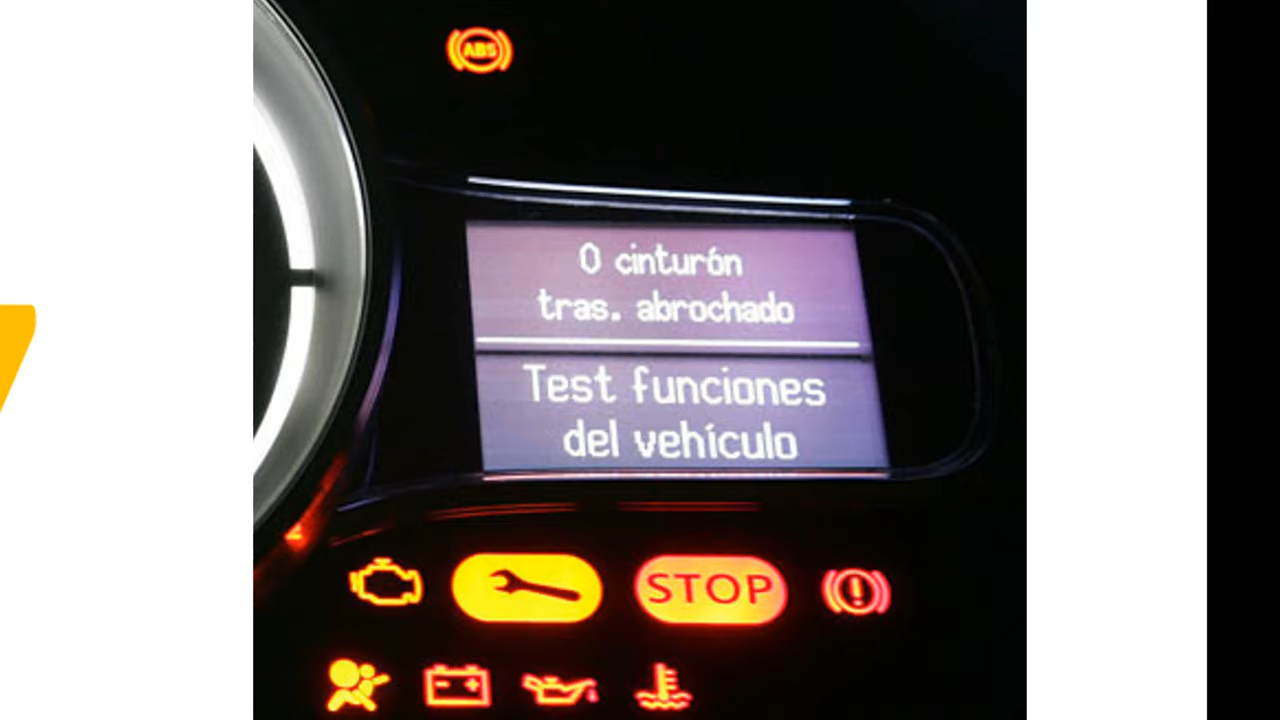 ABS
0 cinturón
tras. abrochado
Test funciones
del vehículo
STOP